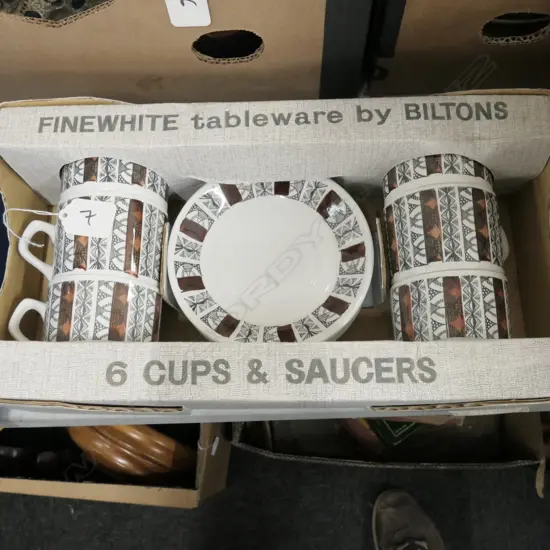 FINEWHITE tableware by BILTONS
7
6 CUPS & SAUCERS